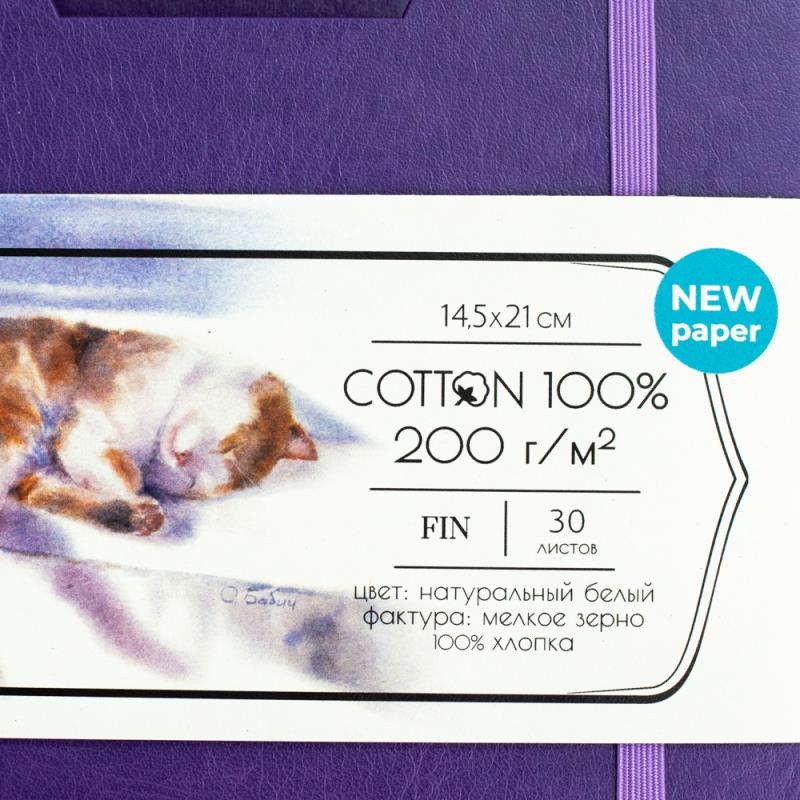 14,5x21 см
NEW
paper
COTTON 100%
200 г/м²
FIN
30
листов
О. Бабич
цвет: натуральный белый
фактура: мелкое зерно
100% хлопка